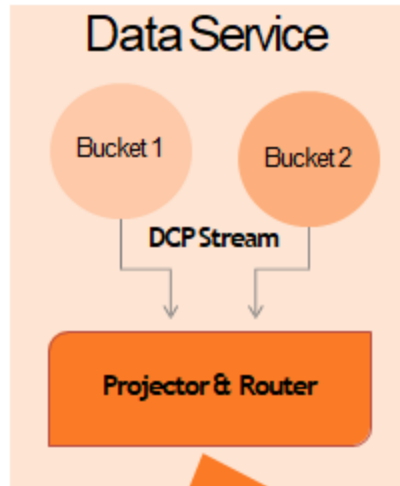 Data Service
Bucket 1
Bucket 2
DCP Stream
Projector & Router